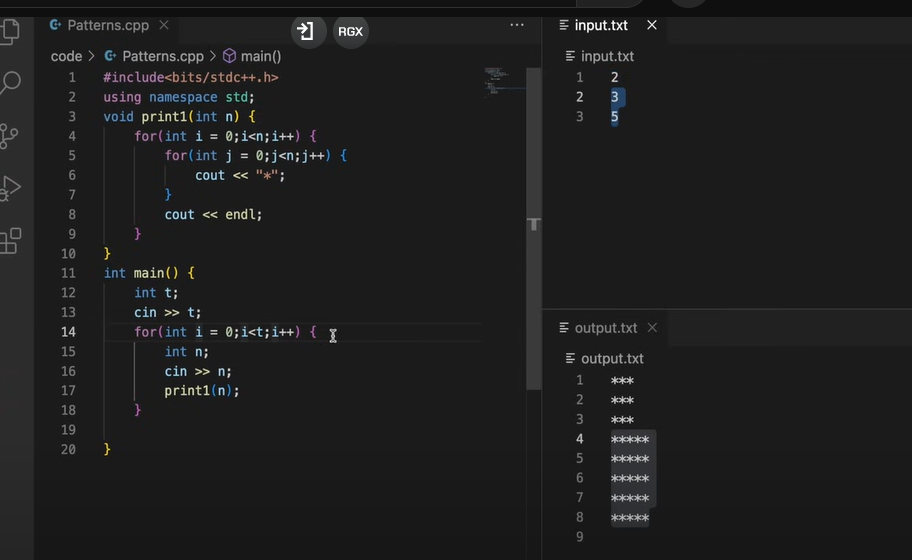 Patterns.cpp
RGX
code > Patterns.cpp > main()
1 #include<bits/stdc++.h>
2 using namespace std;
3 void print1(int n) {
4 for(int i = 0;i<n;i++) {
5 for(int j = 0;j<n;j++) {
6 cout << "*";
7 }
8 cout << endl;
9 }
10 }
11 int main() {
12 int t;
13 cin >> t;
14 for(int i = 0;i<t;i++) {
15 int n;
16 cin >> n;
17 print1(n);
18 }
19
20 }
input.txt
input.txt
1 2
2 3
3 5
output.txt
output.txt
1 ***
2 ***
3 ***
4 *****
5 *****
6 *****
7 *****
8 *****
9